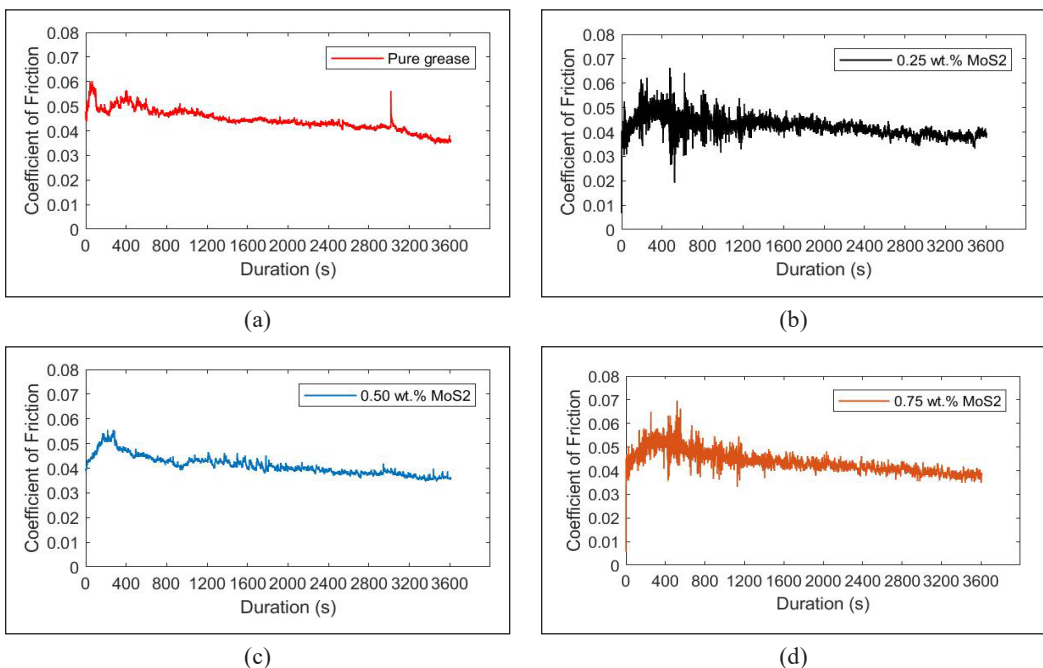 0.08
0.07
0.06
0.05
0.04
0.03
0.02
0.01
0
Coefficient of Friction
Pure grease
0 400 800 1200 1600 2000 2400 2800 3200 3600
Duration (s)
(a)
0.08
0.07
0.06
0.05
0.04
0.03
0.02
0.01
0
Coefficient of Friction
0.25 wt.% MoS2
0 400 800 1200 1600 2000 2400 2800 3200 3600
Duration (s)
(b)
0.08
0.07
0.06
0.05
0.04
0.03
0.02
0.01
0
Coefficient of Friction
0.50 wt.% MoS2
0 400 800 1200 1600 2000 2400 2800 3200 3600
Duration (s)
(c)
0.08
0.07
0.06
0.05
0.04
0.03
0.02
0.01
0
Coefficient of Friction
0.75 wt.% MoS2
0 400 800 1200 1600 2000 2400 2800 3200 3600
Duration (s)
(d)